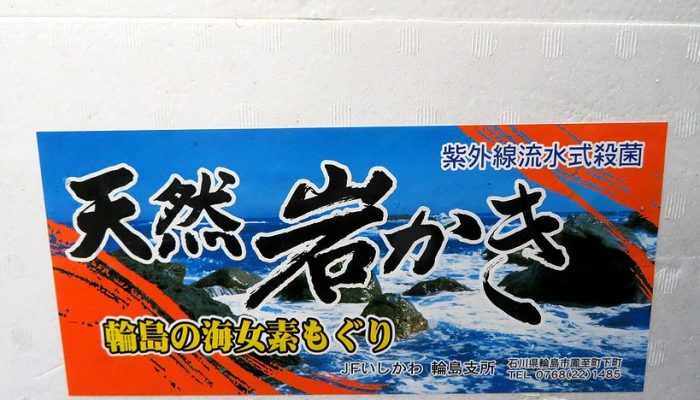 紫外線流水式殺菌
天然 岩かき
輪島の海女素もぐり
JFいしかわ 輪島支所
石川県輪島市鳳至町下町
TEL 0768(22)1485